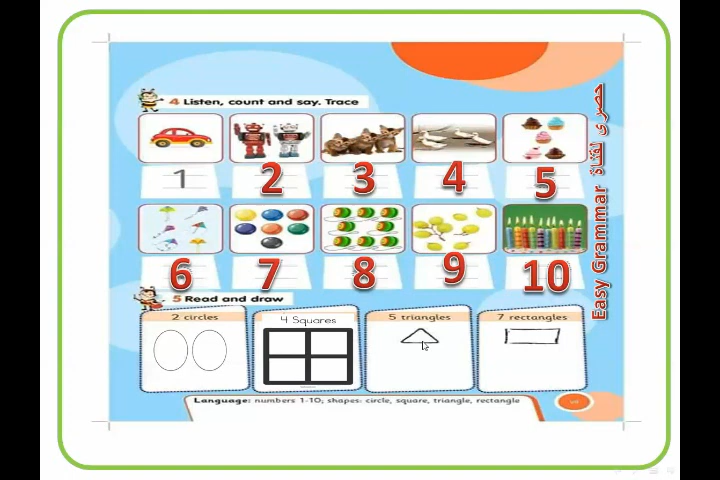 4 Listen, count and say. Trace
1 2 3 4 5
6 7 8 9 10
5 Read and draw
2 circles
4 Squares
5 triangles
7 rectangles
Language: numbers 1-10; shapes: circle, square, triangle, rectangle
Easy Grammar حصرى لقناة